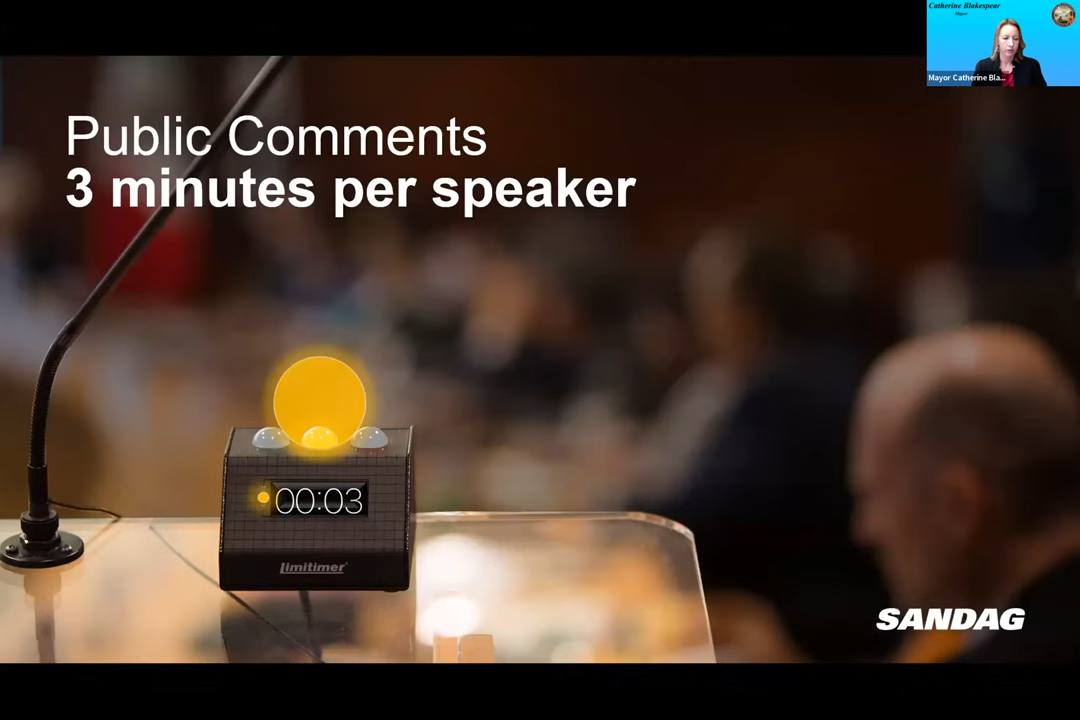 Catherine Blakespear
Mayor
Mayor Catherine Bla...
Public Comments
3 minutes per speaker
00:03
Limitimer
SANDAG